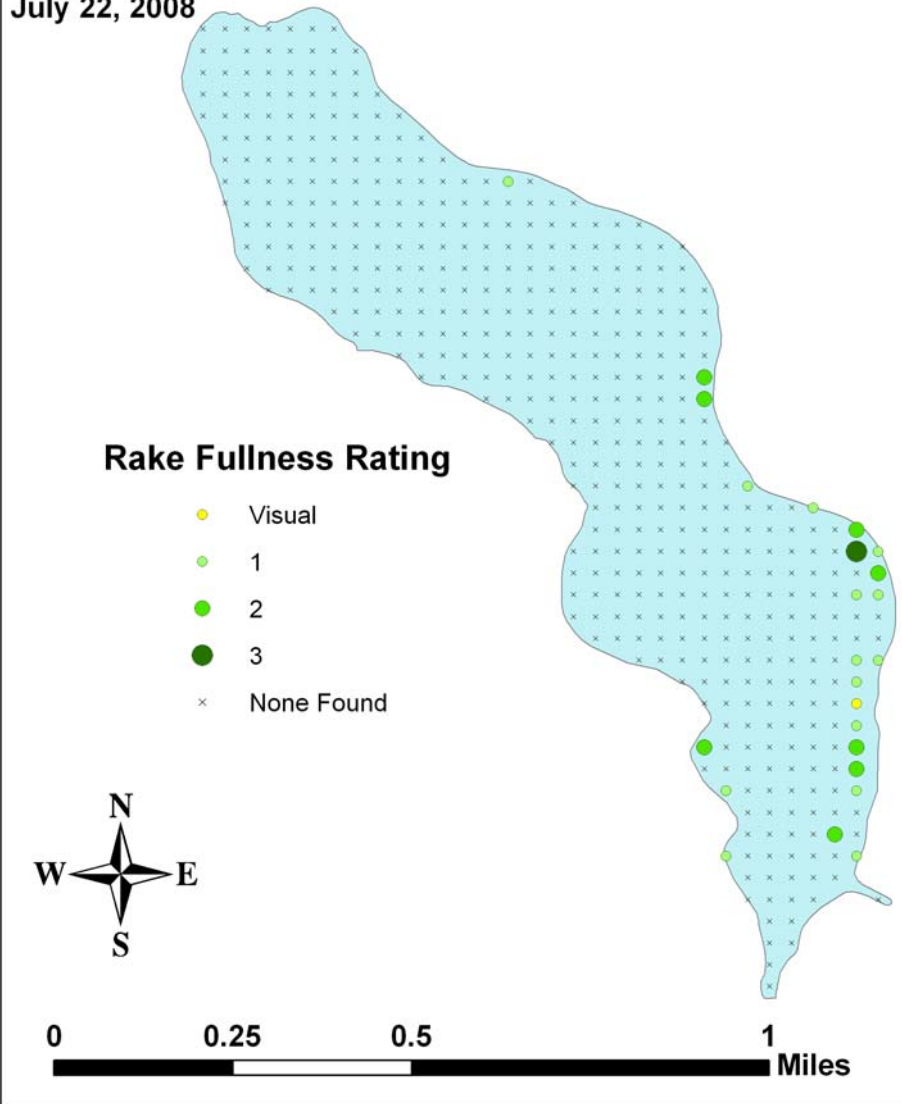 July 22, 2008
Rake Fullness Rating
Visual
1
2
3
None Found
N
W E
S
0 0.25 0.5 1
Miles